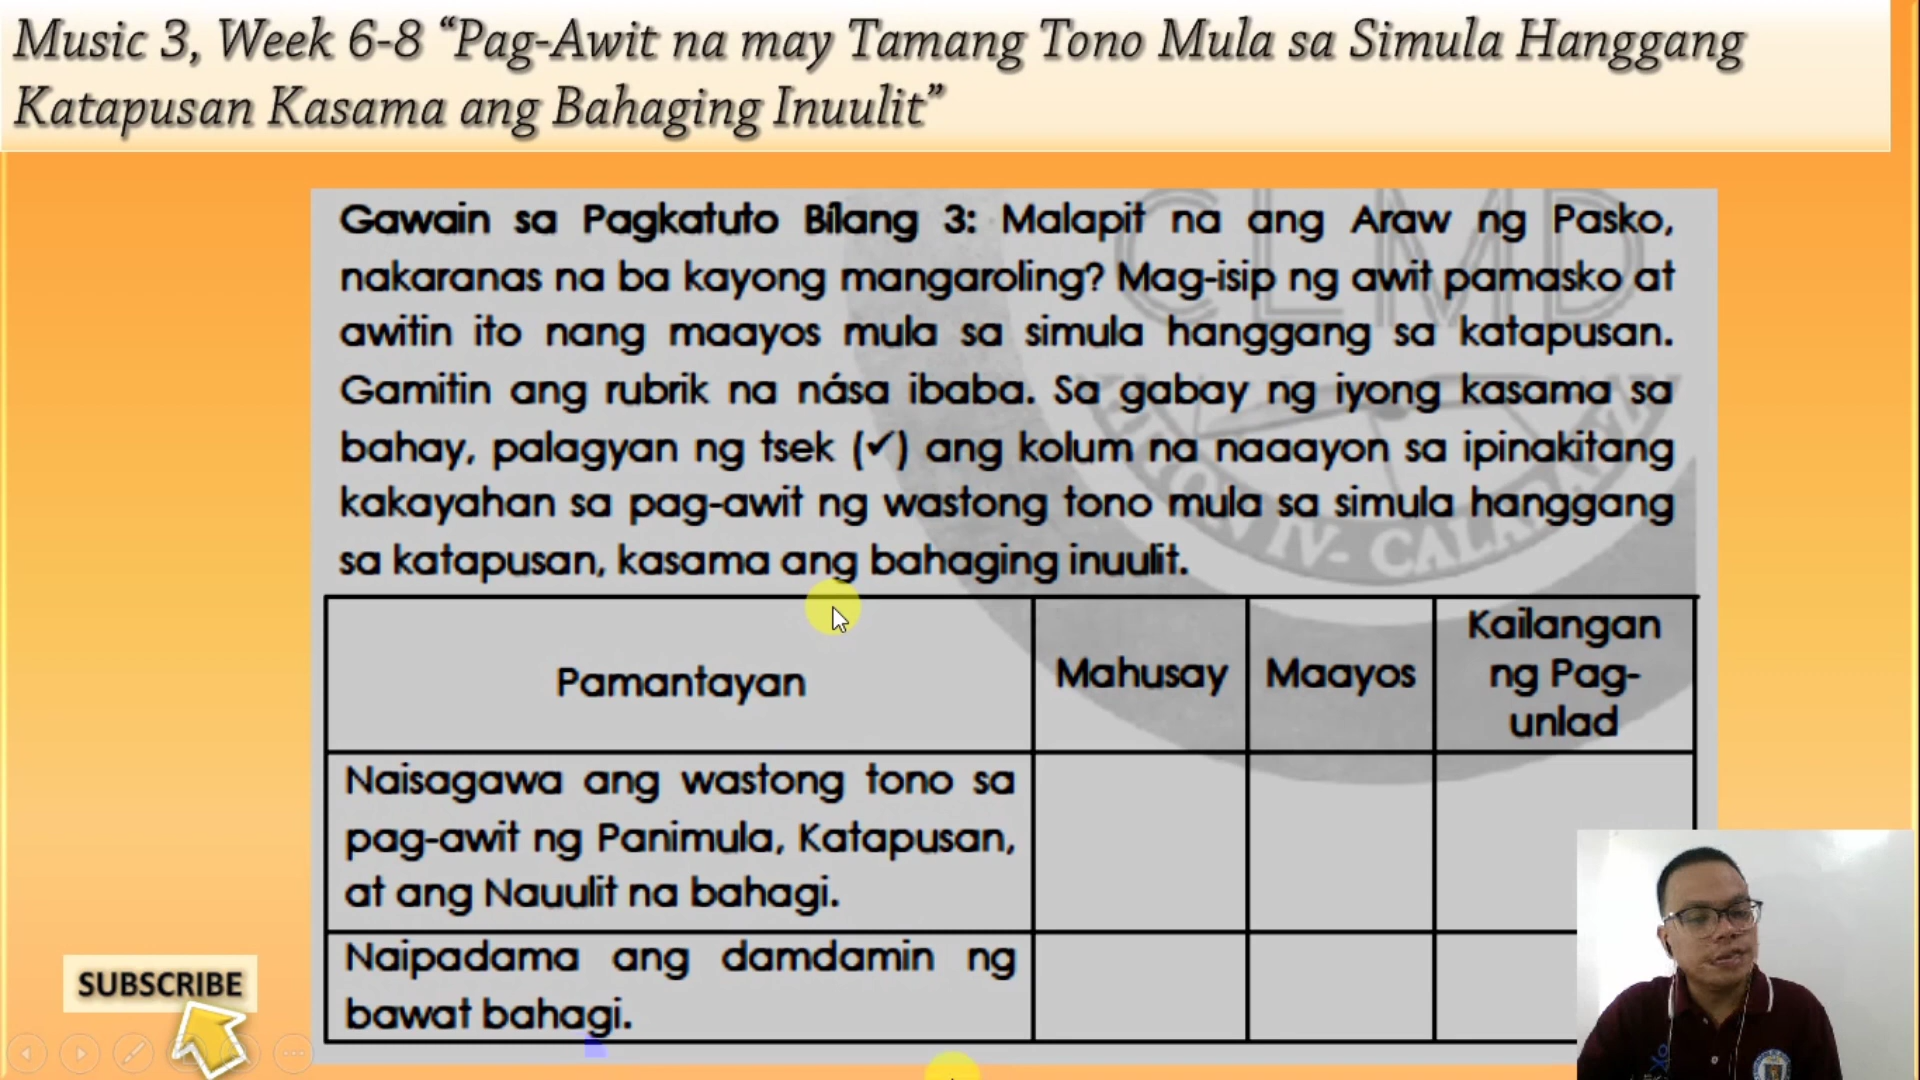 Music 3, Week 6-8 “Pag-Awit na may Tamang Tono Mula sa Simula Hanggang
Katapusan Kasama ang Bahaging Inuulit”
Gawain sa Pagkatuto Bilang 3: Malapit na ang Araw ng Pasko,
nakaranas na ba kayong mangaroling? Mag-isip ng awit pamasko at
awitin ito nang maayos mula sa simula hanggang sa katapusan.
Gamitin ang rubrik na nása ibaba. Sa gabay ng iyong kasama sa
bahay, palagyan ng tsek (✓) ang kolum na naaayon sa ipinakitang
kakayahan sa pag-awit ng wastong tono mula sa simula hanggang
sa katapusan, kasama ang bahaging inuulit.
Pamantayan
Mahusay
Maayos
Kailangan
ng Pag-
unlad
Naisagawa ang wastong tono sa
pag-awit ng Panimula, Katapusan,
at ang Nauulit na bahagi.
Naipadama ang damdamin ng
bawat bahagi.
SUBSCRIBE
CLMD